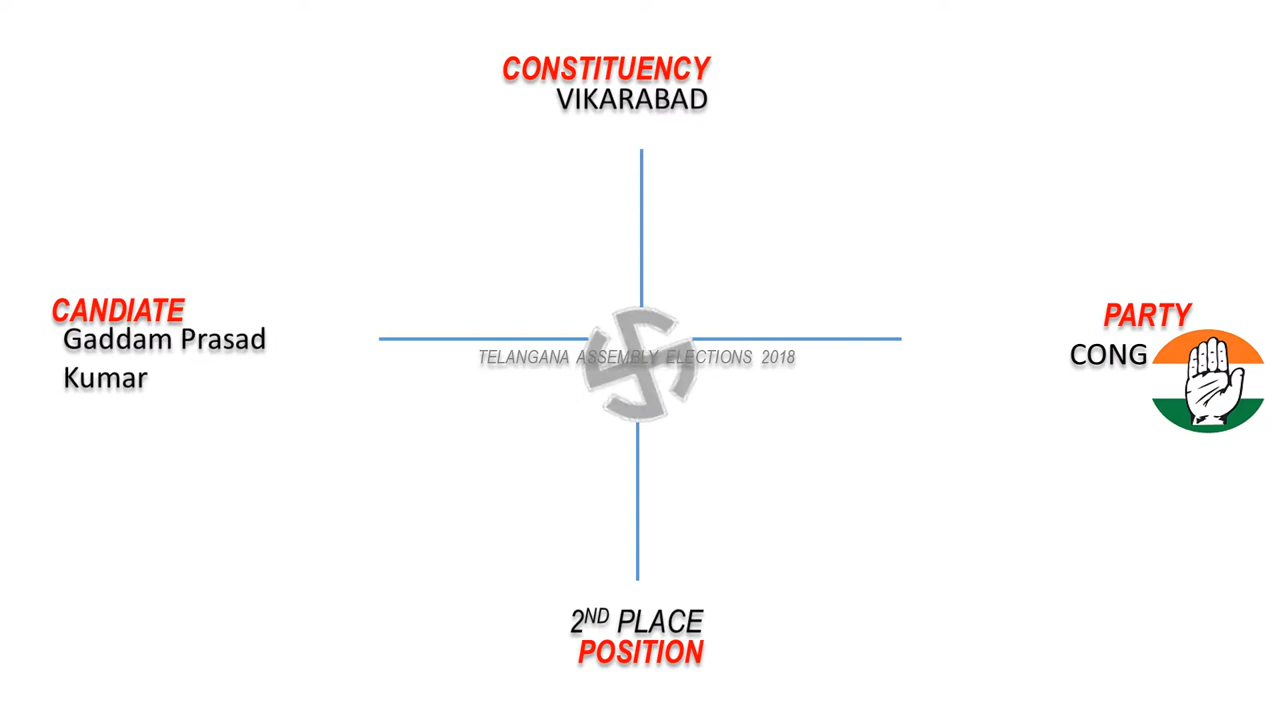 CONSTITUENCY
VIKARABAD
CANDIATE
Gaddam Prasad
Kumar
TELANGANA ASSEMBLY ELECTIONS 2018
PARTY
CONG
2ND PLACE
POSITION